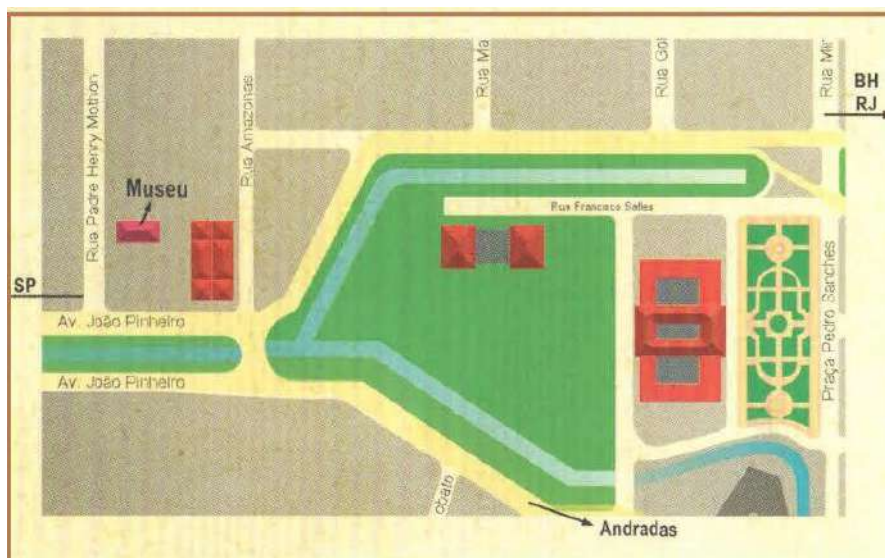 Rua Padre Henry Mothon
Rua Amazonas
Rua Ma
Rua Goi
Rua Mir
BH
RJ
Museu
Rua Francisco Salles
SP
Av. João Pinheiro
Av. João Pinheiro
Praça Pedro Sanches
obato
Andradas